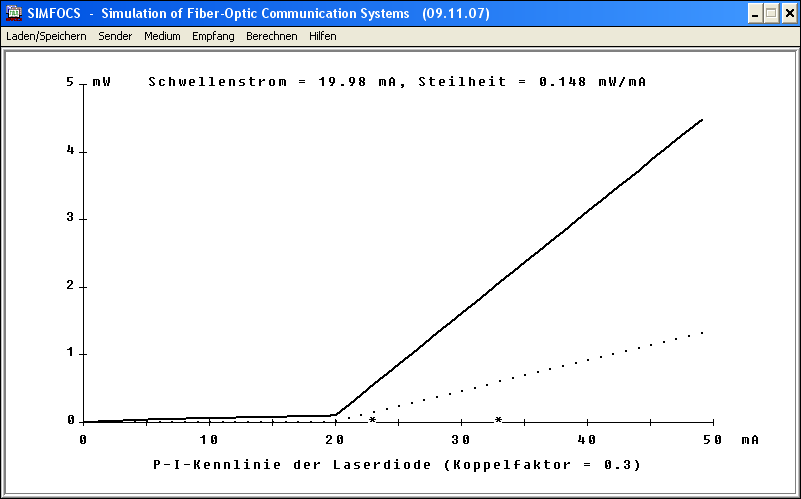 SIMFOCS - Simulation of Fiber-Optic Communication Systems (09.11.07)
Laden/Speichern Sender Medium Empfang Berechnen Hilfen
5 mW Schwellenstrom = 19.98 mA, Steilheit = 0.148 mW/mA
4
3
2
1
0
* *
0 10 20 30 40 50 mA
P-I-Kennlinie der Laserdiode (Koppelfaktor = 0.3)